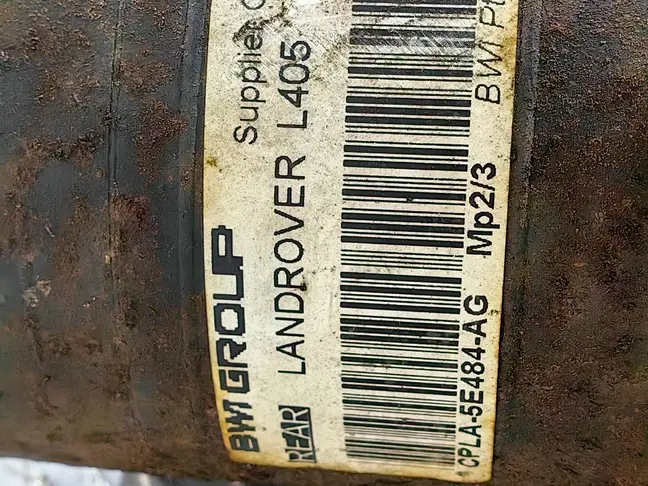 BWI GROUP Supplier
REAR LANDROVER L405
CPLA-5E484-AG Mp2/3 BWI